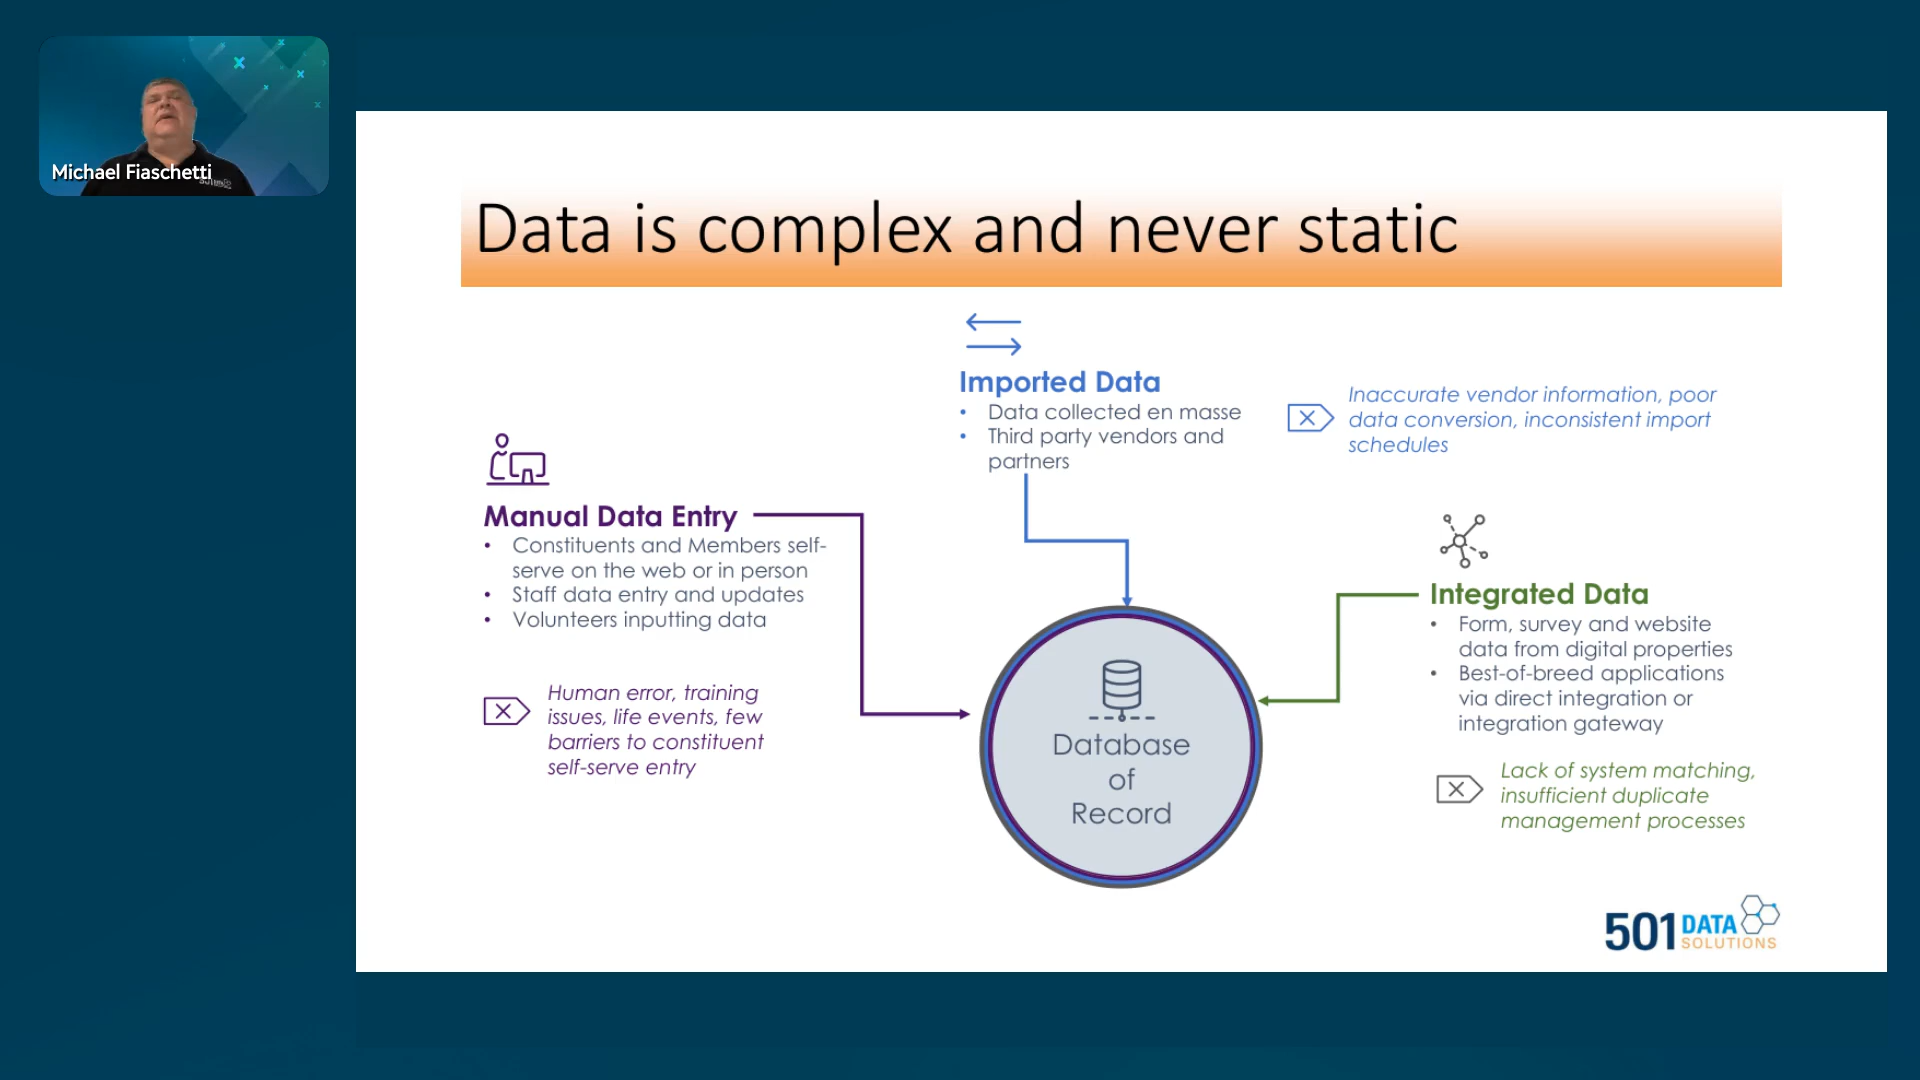 Michael Fiaschetti
Data is complex and never static
Imported Data
• Data collected en masse
• Third party vendors and
partners
Inaccurate vendor information, poor
data conversion, inconsistent import
schedules
Manual Data Entry
• Constituents and Members self-
serve on the web or in person
• Staff data entry and updates
• Volunteers inputting data
Human error, training
issues, life events, few
barriers to constituent
self-serve entry
Integrated Data
• Form, survey and website
data from digital properties
• Best-of-breed applications
via direct integration or
integration gateway
Lack of system matching,
insufficient duplicate
management processes
Database
of
Record
501 DATA
SOLUTIONS